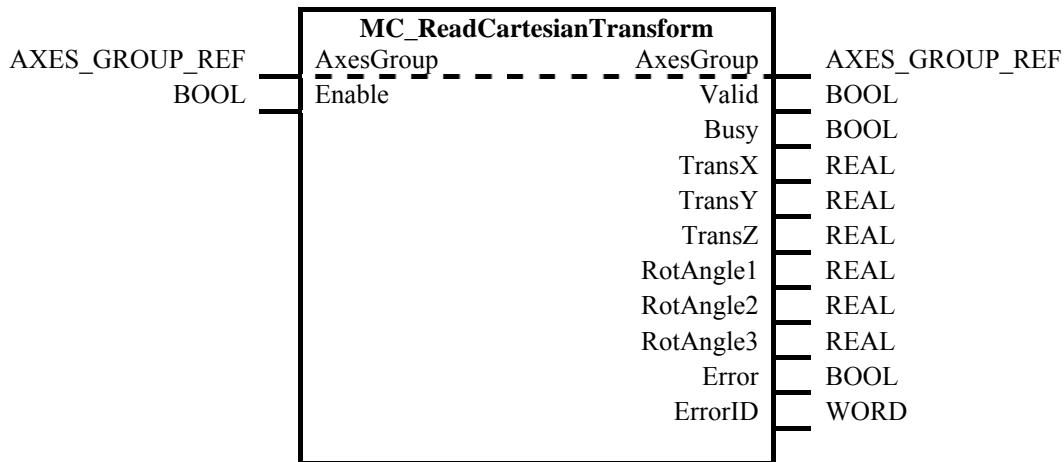 MC_ReadCartesianTransform
AXES_GROUP_REF AxesGroup AxesGroup AXES_GROUP_REF
BOOL Enable Valid BOOL
Busy BOOL
TransX REAL
TransY REAL
TransZ REAL
RotAngle1 REAL
RotAngle2 REAL
RotAngle3 REAL
Error BOOL
ErrorID WORD